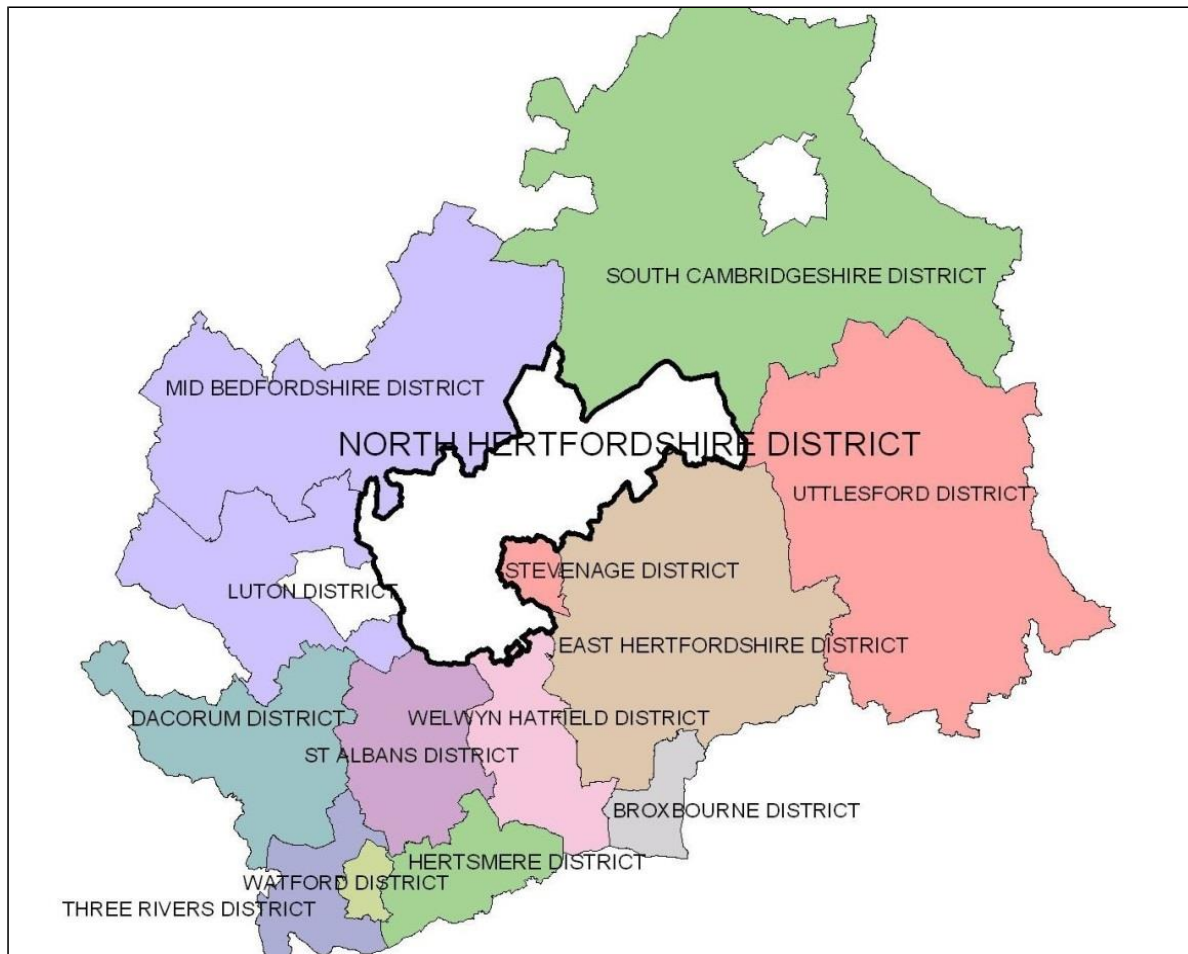 SOUTH CAMBRIDGESHIRE DISTRICT
MID BEDFORDSHIRE DISTRICT
NORTH HERTFORDSHIRE DISTRICT
UTTLESFORD DISTRICT
STEVENAGE DISTRICT
LUTON DISTRICT
EAST HERTFORDSHIRE DISTRICT
DACORUM DISTRICT
WELWYN HATFIELD DISTRICT
ST ALBANS DISTRICT
BROXBOURNE DISTRICT
HERTSMERE DISTRICT
WATFORD DISTRICT
THREE RIVERS DISTRICT